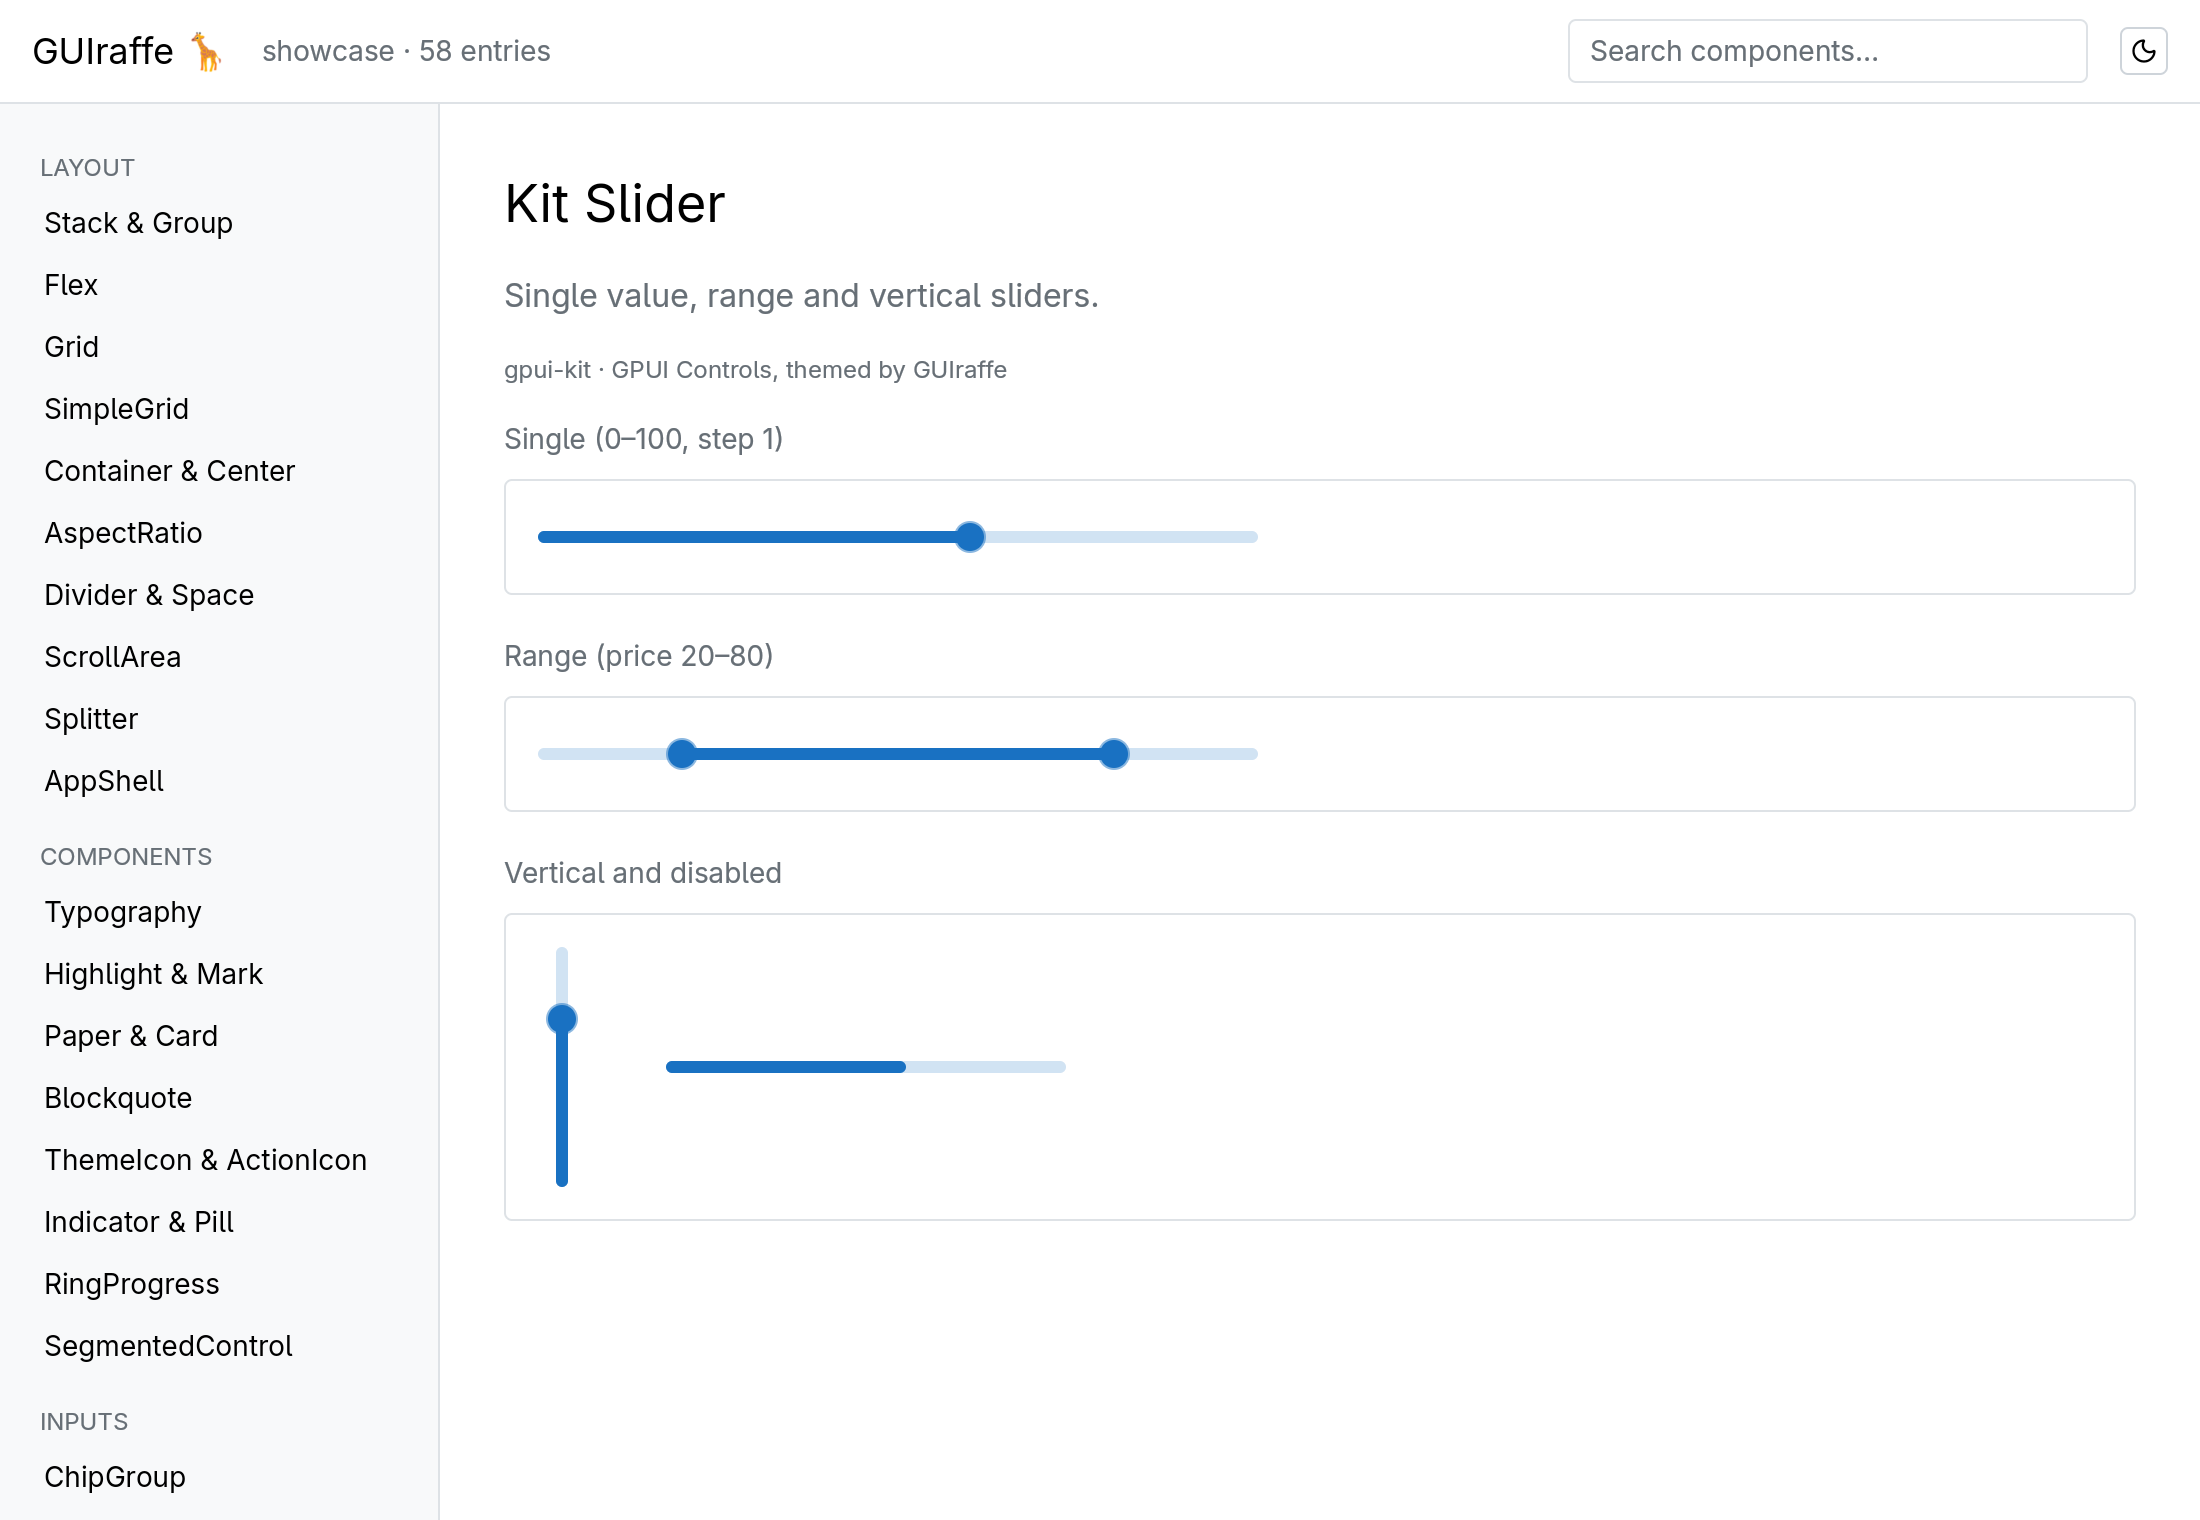 GUIraffe 🦒 showcase · 58 entries
Search components...
LAYOUT
Stack & Group
Flex
Grid
SimpleGrid
Container & Center
AspectRatio
Divider & Space
ScrollArea
Splitter
AppShell
COMPONENTS
Typography
Highlight & Mark
Paper & Card
Blockquote
ThemeIcon & ActionIcon
Indicator & Pill
RingProgress
SegmentedControl
INPUTS
ChipGroup
Kit Slider
Single value, range and vertical sliders.
gpui-kit · GPUI Controls, themed by GUIraffe
Single (0–100, step 1)
Range (price 20–80)
Vertical and disabled